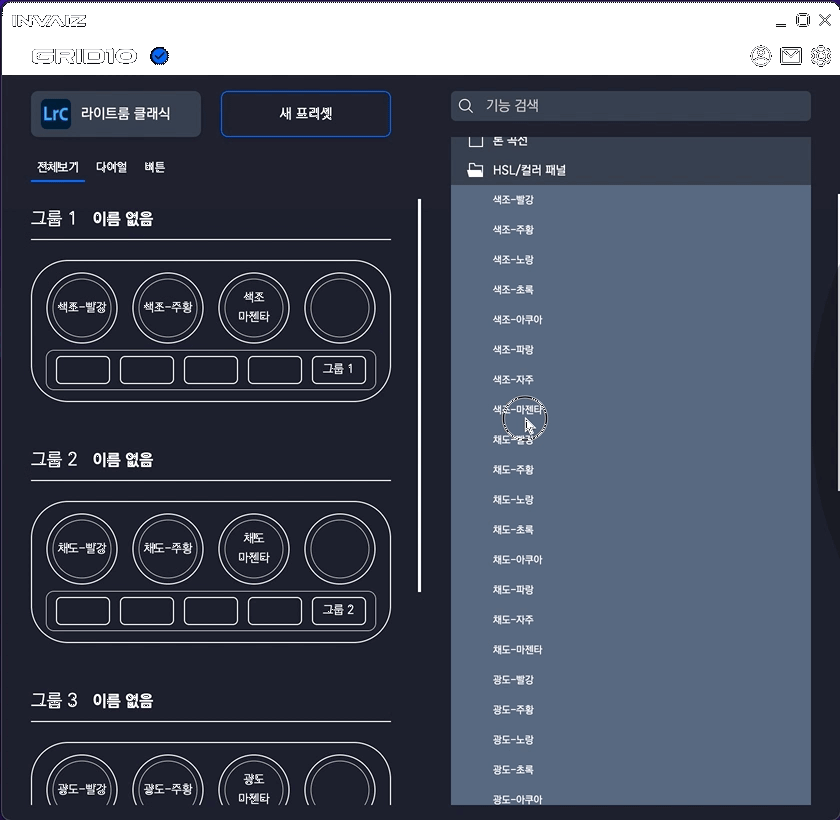 INVAIZ
GRID10
LrC 라이트룸 클래식
새 프리셋
전체보기 다이얼 버튼
그룹 1 이름 없음
색조-빨강 색조-주황 색조
마젠타
그룹 1
그룹 2 이름 없음
채도-빨강 채도-주황 채도
마젠타
그룹 2
그룹 3 이름 없음
광도-빨강 광도-주황 광도
마젠타
기능 검색
톤 곡선
HSL/컬러 패널
색조-빨강
색조-주황
색조-노랑
색조-초록
색조-아쿠아
색조-파랑
색조-자주
색조-마젠타
채도-빨강
채도-주황
채도-노랑
채도-초록
채도-아쿠아
채도-파랑
채도-자주
채도-마젠타
광도-빨강
광도-주황
광도-노랑
광도-초록
광도-아쿠아